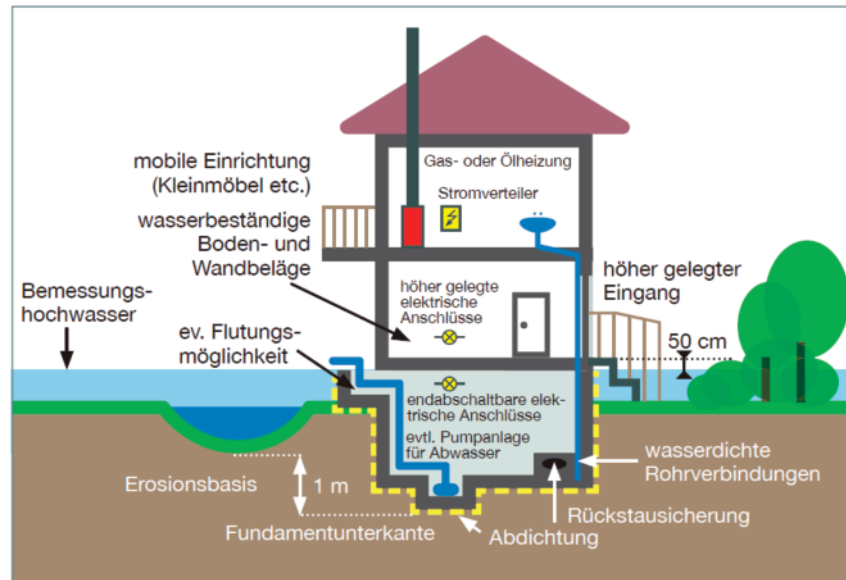 Gas- oder Ölheizung
Stromverteiler
mobile Einrichtung
(Kleinmöbel etc.)
wasserbeständige
Boden- und
Wandbeläge
höher gelegte
elektrische
Anschlüsse
höher gelegter
Eingang
Bemessungs-
hochwasser
ev. Flutungs-
möglichkeit
50 cm
endabschaltbare elek-
trische Anschlüsse
evtl. Pumpanlage
für Abwasser
wasserdichte
Rohrverbindungen
Erosionsbasis
1 m
Rückstausicherung
Fundamentunterkante
Abdichtung